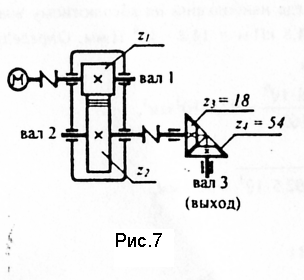 z1
вал 1
z3 = 18
вал 2
z4 = 54
z2
вал 3
(выход)
Рис.7